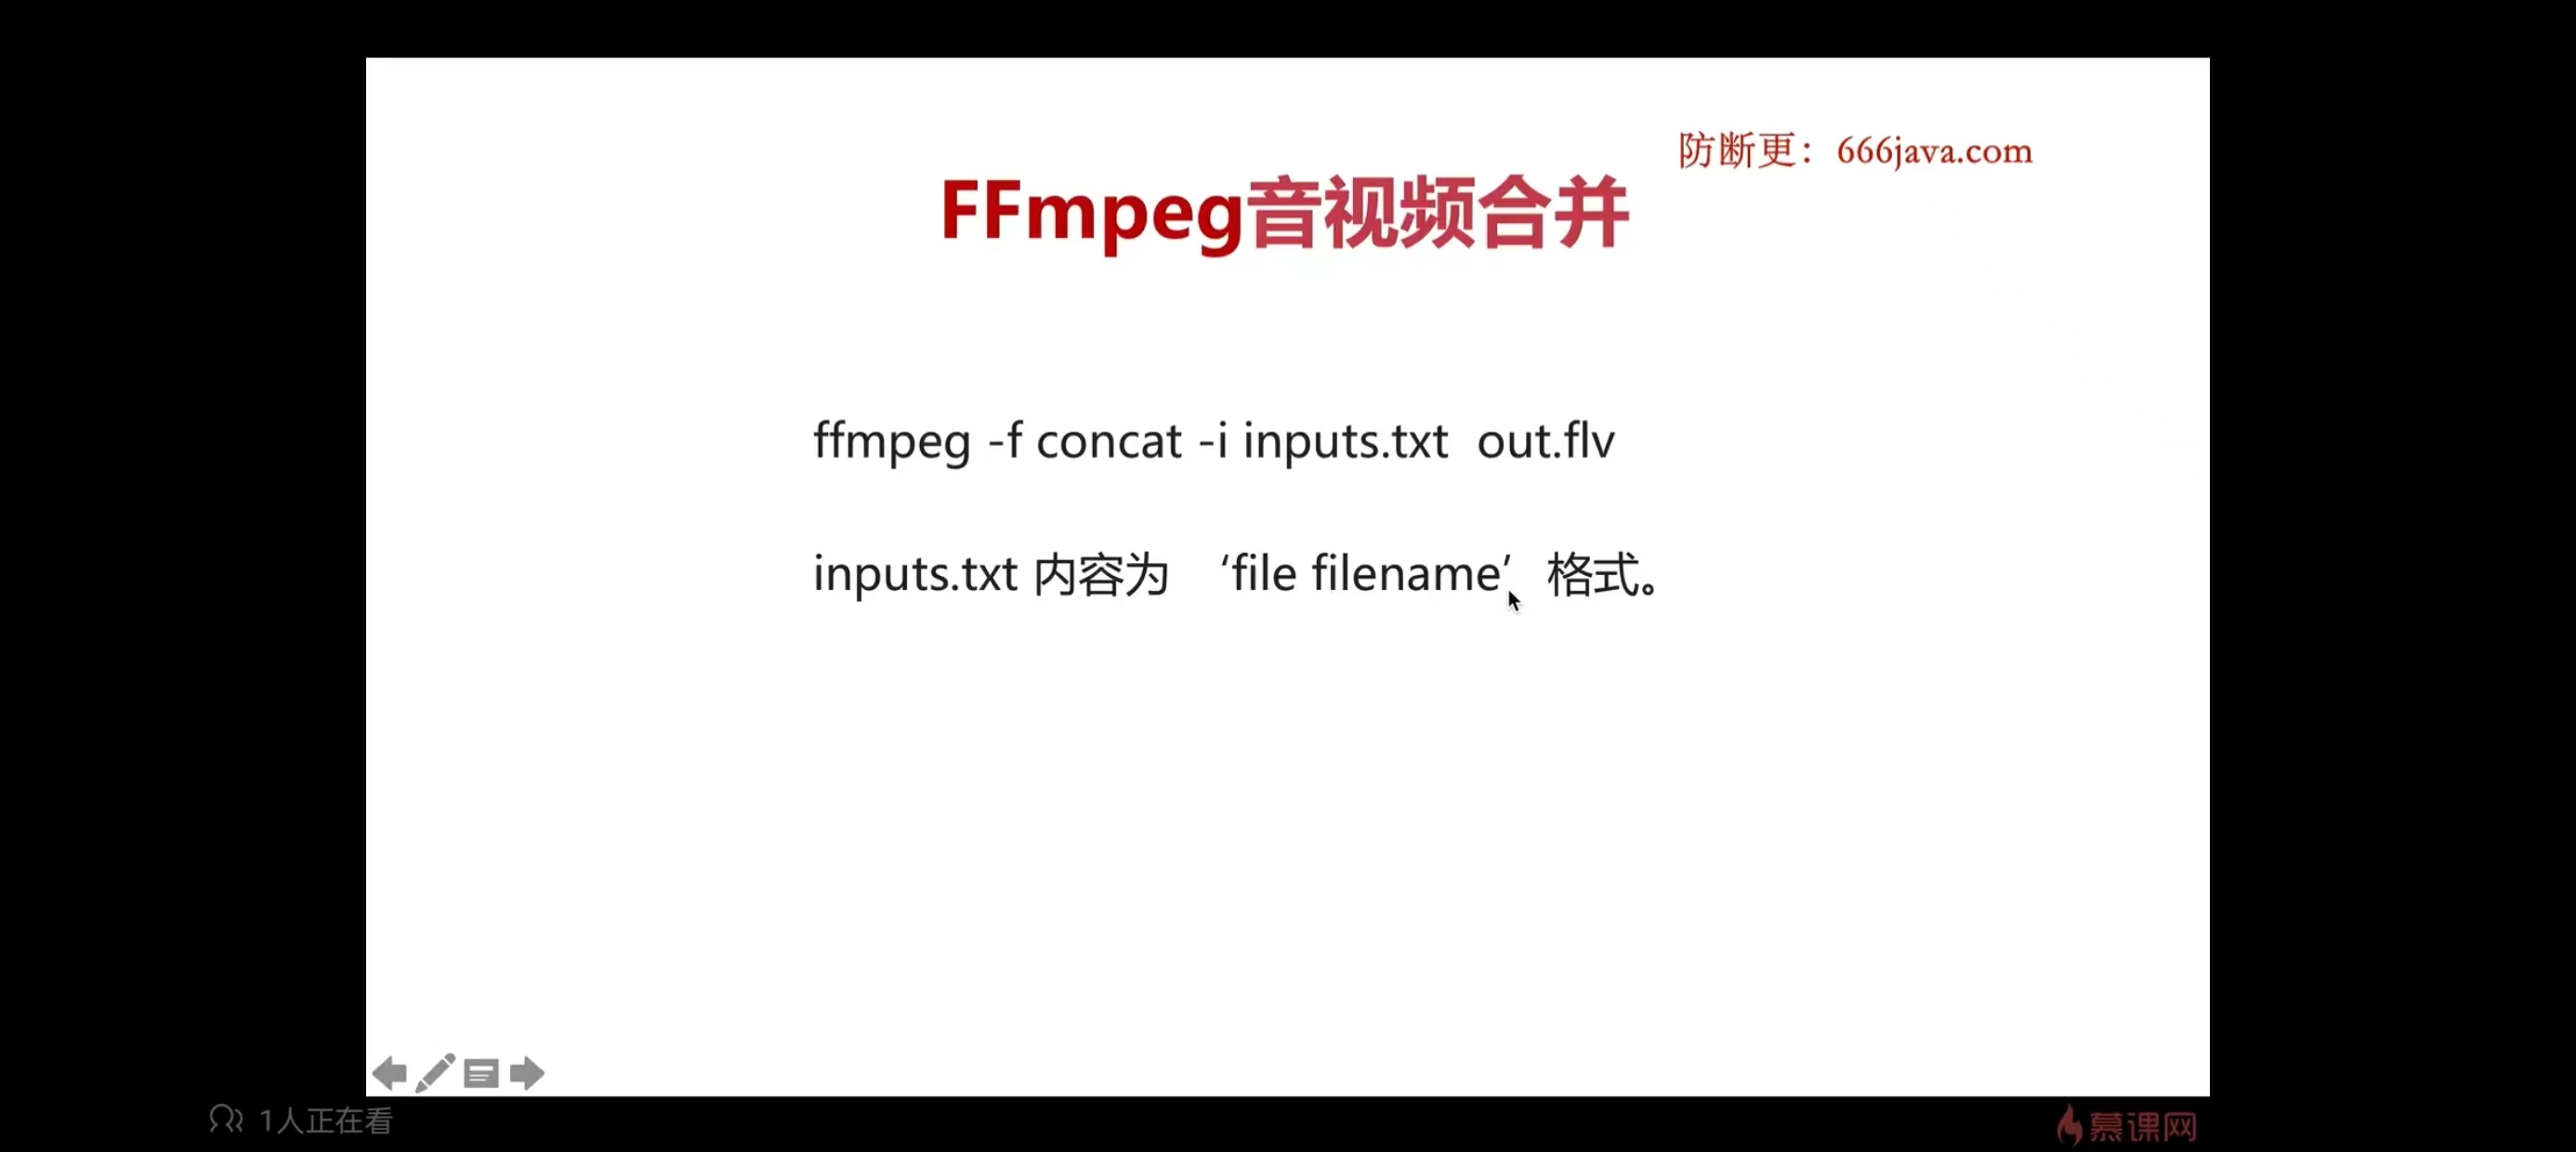 防断更：666java.com
FFmpeg音视频合并
ffmpeg -f concat -i inputs.txt  out.flv
inputs.txt 内容为 ‘file filename’ 格式。
1人正在看
慕课网